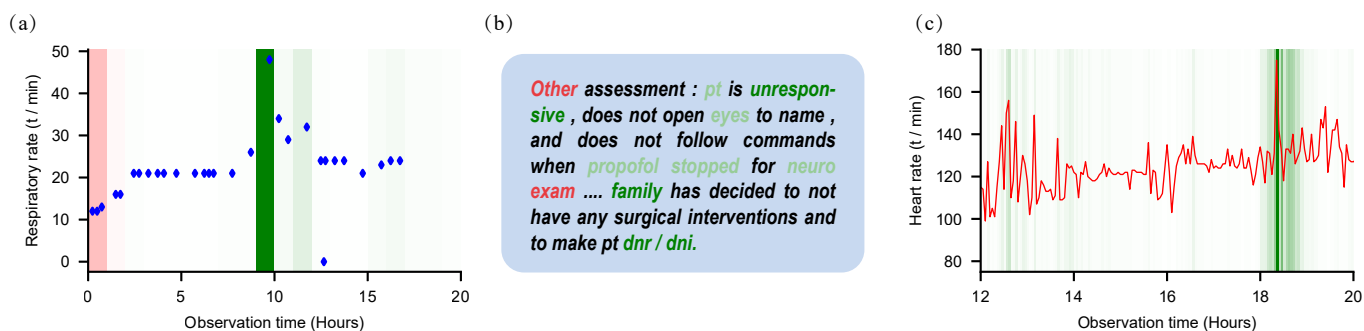 (a)
50
40
30
20
10
0
Respiratory rate (t / min)
0 5 10 15 20
Observation time (Hours)
(b)
Other assessment : pt is unrespon-
sive , does not open eyes to name ,
and does not follow commands
when propofol stopped for neuro
exam .... family has decided to not
have any surgical interventions and
to make pt dnr / dni.
(c)
180
160
140
120
100
80
Heart rate (t / min)
12 14 16 18 20
Observation time (Hours)